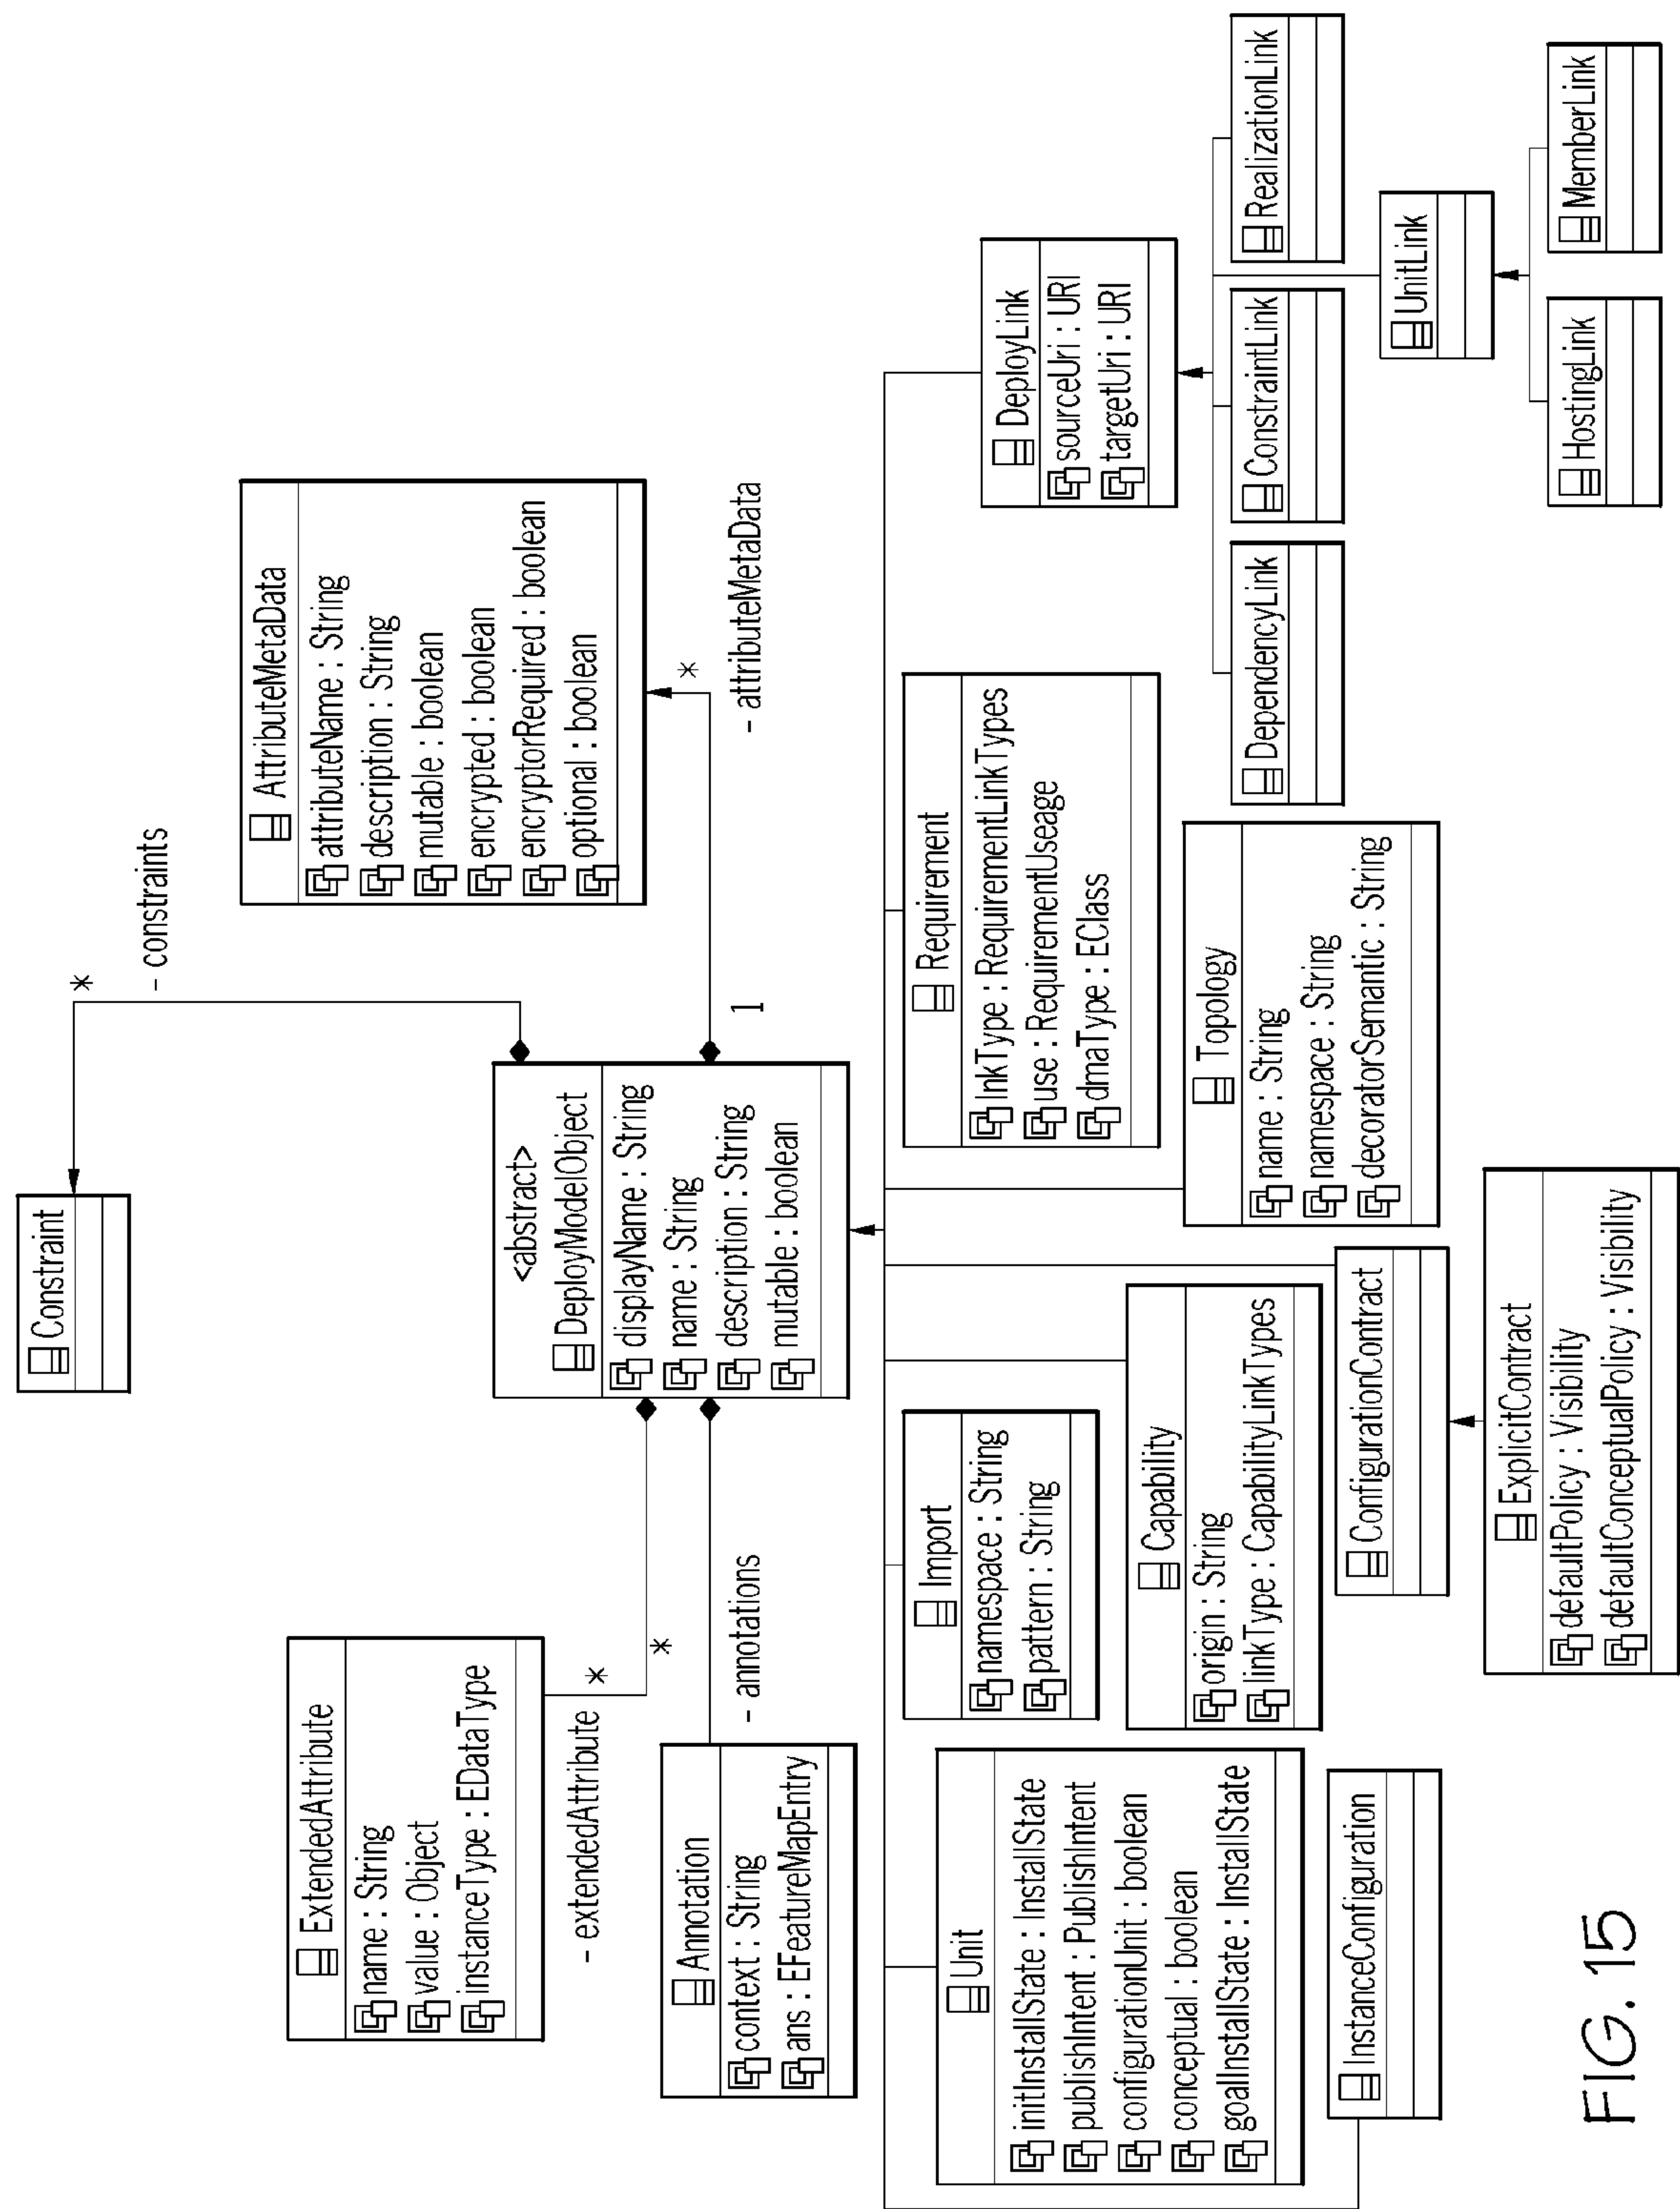 Constraint
*
– constraints
ExtendedAttribute
name : String
value : Object
instanceType : EDataType
– extendedAttribute
*
*
<abstract>
DeployModelObject
displayName : String
name : String
description : String
mutable : boolean
AttributeMetaData
attributeName : String
description : String
mutable : boolean
encrypted : boolean
encryptorRequired : boolean
optional : boolean
*
1
– attributeMetaData
Annotation
context : String
ans : EFeatureMapEntry
– annotations
Unit
initInstallState : InstallState
publishIntent : PublishIntent
configurationUnit : boolean
conceptual : boolean
goalInstallState : InstallState
Import
namespace : String
pattern : String
Requirement
lnkType : RequirementLinkTypes
use : RequirementUseage
dmaType : EClass
DeployLink
sourceUri : URI
targetUri : URI
Capability
origin : String
linkType : CapabilityLinkTypes
Topology
name : String
namespace : String
decoratorSemantic : String
DependencyLink
ConstraintLink
RealizationLink
InstanceConfiguration
ConfigurationContract
UnitLink
ExplicitContract
defaultPolicy : Visibility
defaultConceptualPolicy : Visibility
HostingLink
MemberLink
FIG. 15